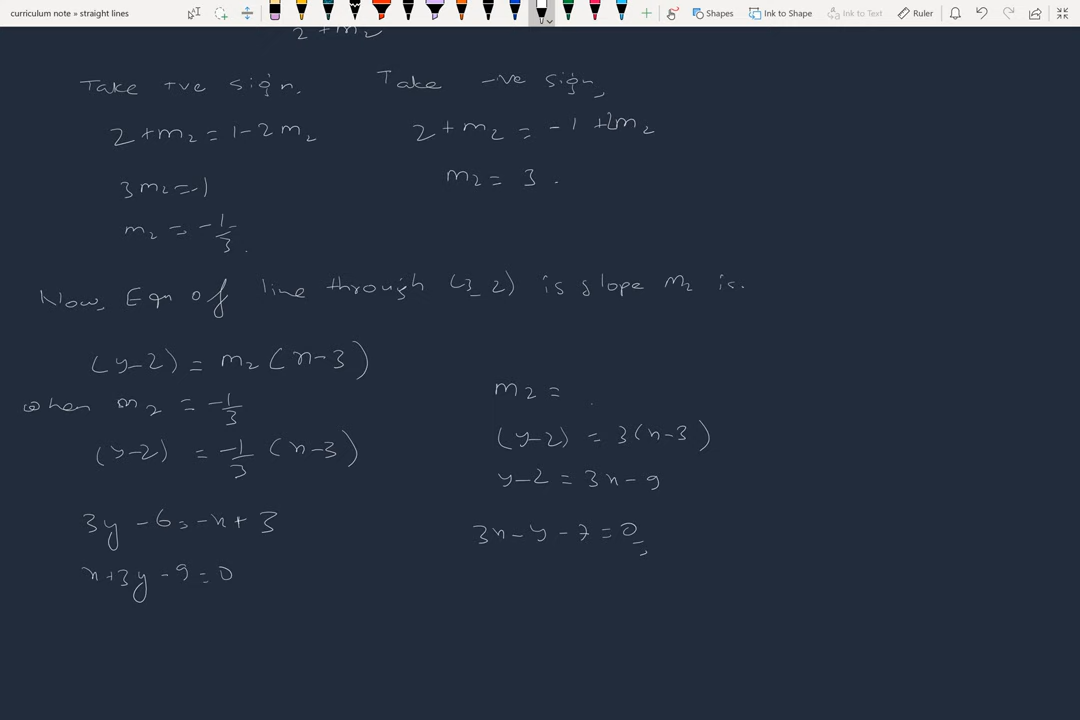 curriculum note » straight lines
Shapes Ink to Shape Ink to Text Ruler
2 + m2
Take +ve sign. Take -ve sign,
2 + m2 = 1 - 2m2 2 + m2 = -1 + 2m2
3m2 = -1 m2 = 3.
m2 = -1/3.
Now, Eqn of line through (3, 2) is slope m2 is.
(y-2) = m2 (x-3)
when m2 = -1/3 m2 =
(y-2) = -1/3 (x-3) (y-2) = 3(x-3)
y-2 = 3x - 9
3y - 6 = -x + 3 3x - y - 7 = 0,
x + 3y - 9 = 0